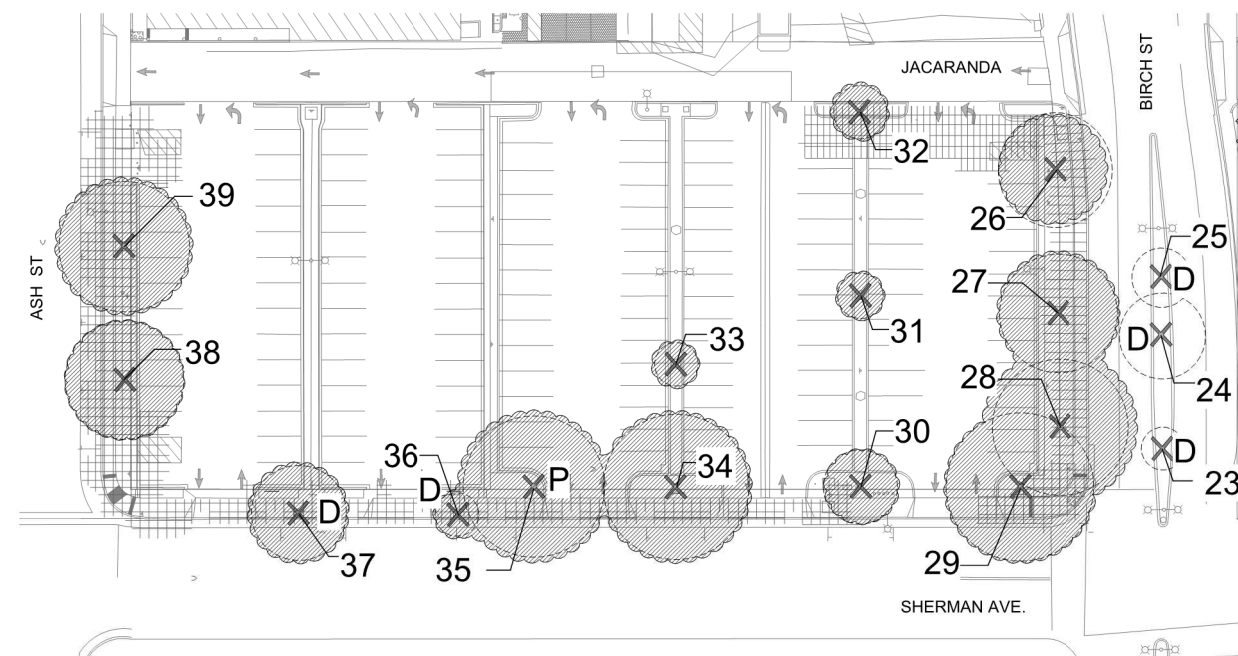 JACARANDA
BIRCH ST
32
39
26
25
D
27
31
ASH ST
D
33
38
24
28
30
36
34
D
P
D
23
D
37
35
29
SHERMAN AVE.